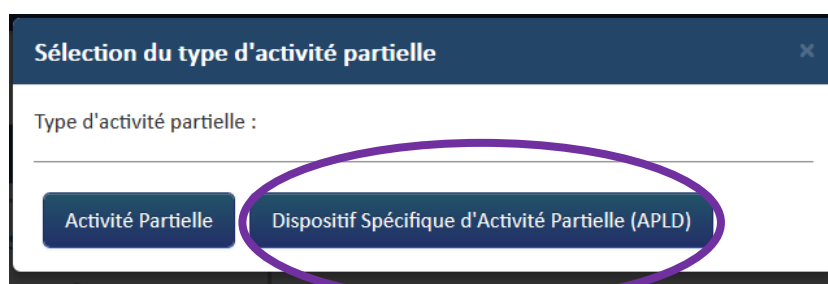 Sélection du type d'activité partielle
×
Type d'activité partielle :
Activité Partielle
Dispositif Spécifique d'Activité Partielle (APLD)